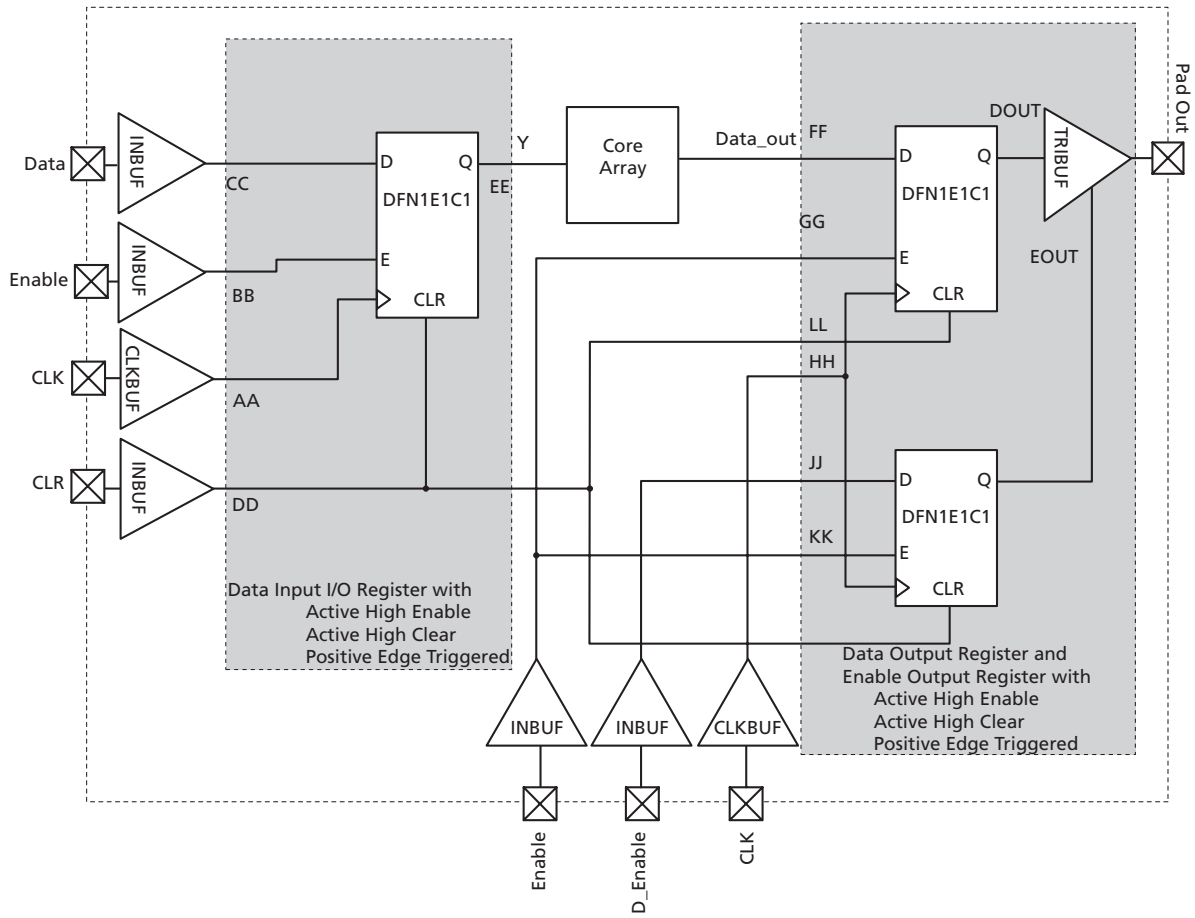 Data
INBUF
CC
D
Q
DFN1E1C1
E
CLR
Y
EE
Core
Array
Data_out
FF
GG
D
Q
DFN1E1C1
E
CLR
DOUT
TRIBUF
EOUT
Pad Out
Enable
INBUF
BB
CLK
CLKBUF
AA
CLR
INBUF
DD
LL
HH
JJ
KK
D
Q
DFN1E1C1
E
CLR
Data Input I/O Register with
Active High Enable
Active High Clear
Positive Edge Triggered
Data Output Register and
Enable Output Register with
Active High Enable
Active High Clear
Positive Edge Triggered
INBUF
INBUF
CLKBUF
Enable
D_Enable
CLK